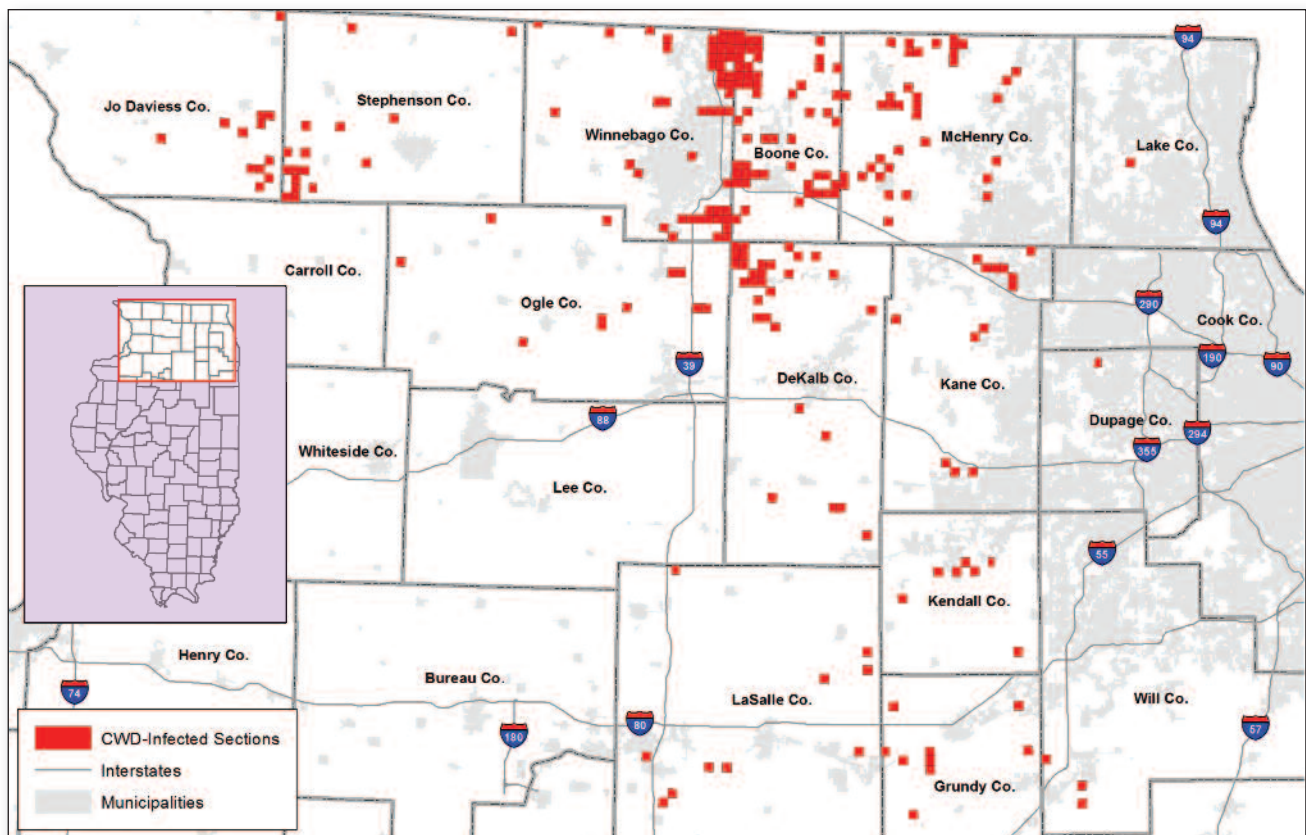 94
Jo Daviess Co.
Stephenson Co.
Winnebago Co.
Boone Co.
McHenry Co.
Lake Co.
94
Carroll Co.
Ogle Co.
290
Cook Co.
39
DeKalb Co.
Kane Co.
190
90
Dupage Co.
88
294
355
Whiteside Co.
Lee Co.
55
Kendall Co.
Henry Co.
Bureau Co.
LaSalle Co.
Will Co.
74
80
180
57
Grundy Co.
CWD-Infected Sections
Interstates
Municipalities